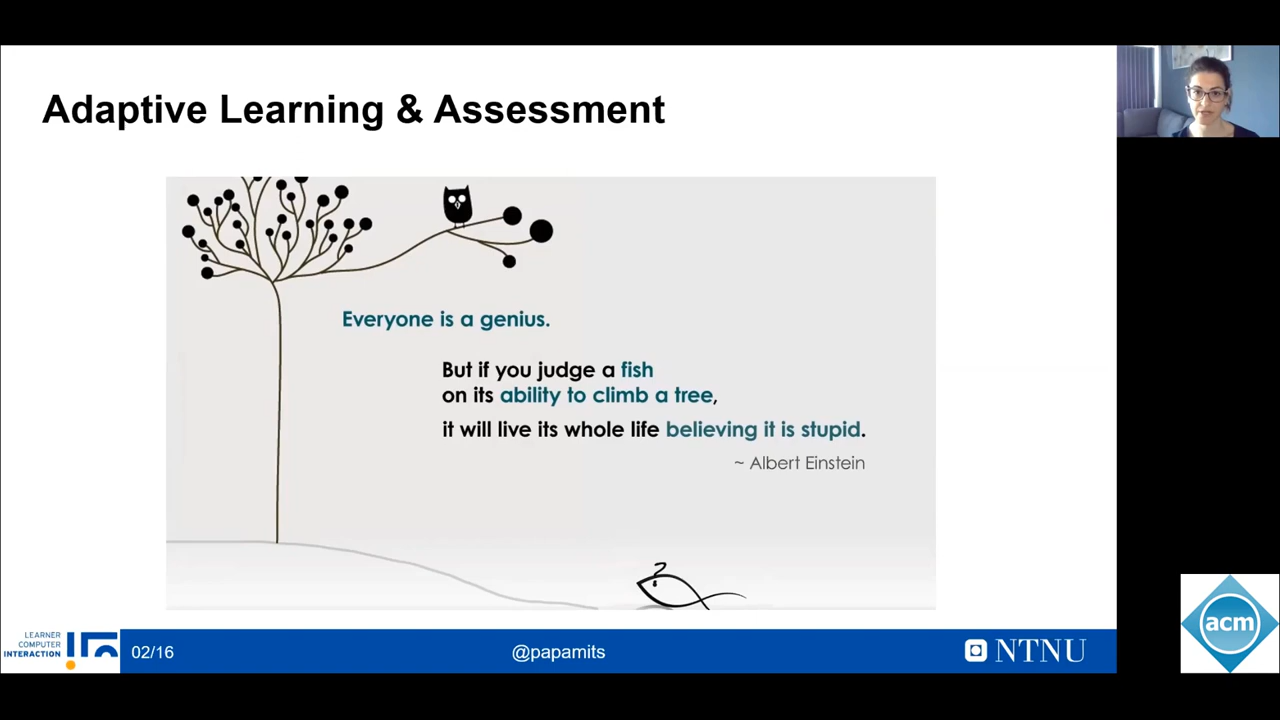 Adaptive Learning & Assessment
Everyone is a genius.
But if you judge a fish
on its ability to climb a tree,
it will live its whole life believing it is stupid.
~ Albert Einstein
LEARNER
COMPUTER
INTERACTION
02/16
@papamits
NTNU
acm